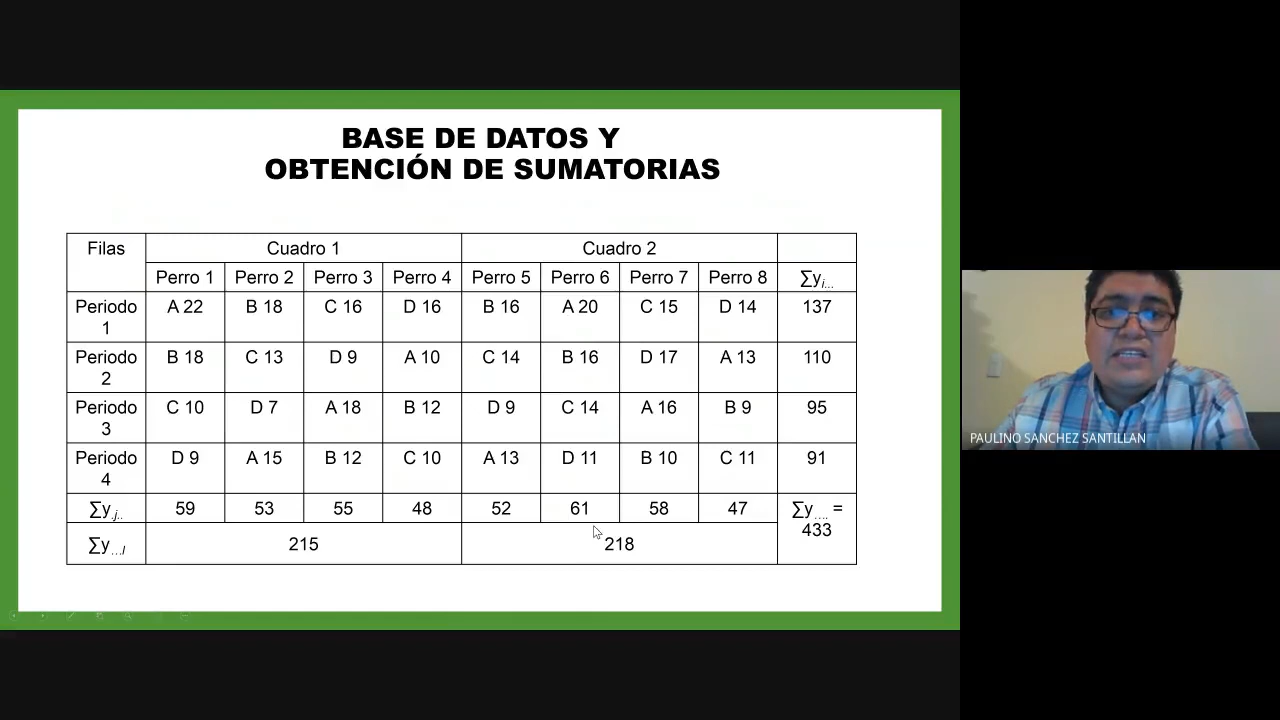 BASE DE DATOS Y
OBTENCIÓN DE SUMATORIAS
Filas Cuadro 1 Cuadro 2
Perro 1 Perro 2 Perro 3 Perro 4 Perro 5 Perro 6 Perro 7 Perro 8 ∑yi...
Periodo 1 A 22 B 18 C 16 D 16 B 16 A 20 C 15 D 14 137
Periodo 2 B 18 C 13 D 9 A 10 C 14 B 16 D 17 A 13 110
Periodo 3 C 10 D 7 A 18 B 12 D 9 C 14 A 16 B 9 95
Periodo 4 D 9 A 15 B 12 C 10 A 13 D 11 B 10 C 11 91
∑y.j.. 59 53 55 48 52 61 58 47 ∑y.... = 433
∑y...l 215 218
PAULINO SANCHEZ SANTILLAN